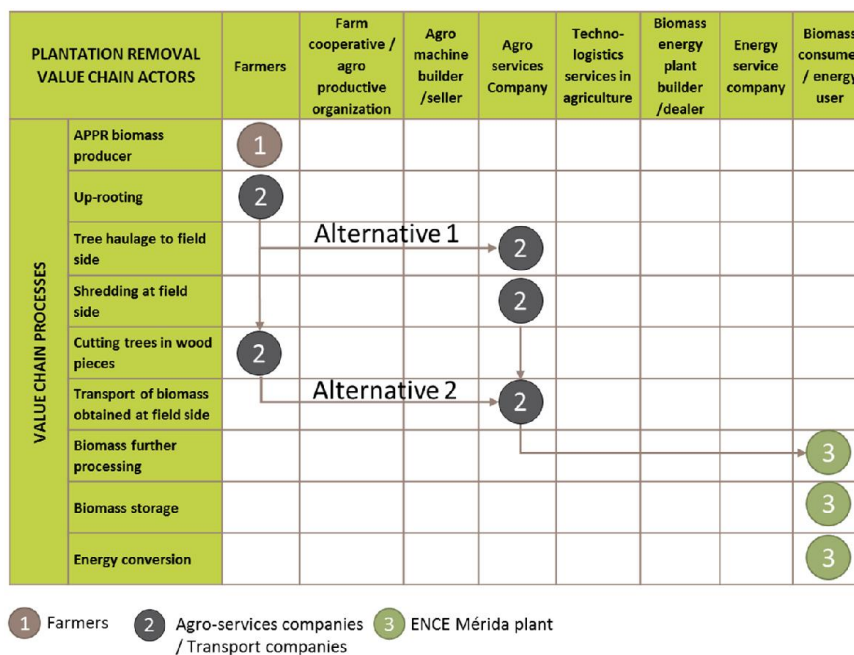 PLANTATION REMOVAL
VALUE CHAIN ACTORS
Farmers
Farm
cooperative /
agro
productive
organization
Agro
machine
builder
/seller
Agro
services
Company
Techno-
logistics
services in
agriculture
Biomass
energy
plant
builder
/dealer
Energy
service
company
Biomass
consume
/ energy
user
VALUE CHAIN PROCESSES
APPR biomass
producer
1
Up-rooting
2
Tree haulage to field
side
Alternative 1
2
Shredding at field
side
2
Cutting trees in wood
pieces
2
Transport of biomass
obtained at field side
Alternative 2
2
Biomass further
processing
3
Biomass storage
3
Energy conversion
3
1 Farmers
2 Agro-services companies
/ Transport companies
3 ENCE Mérida plant